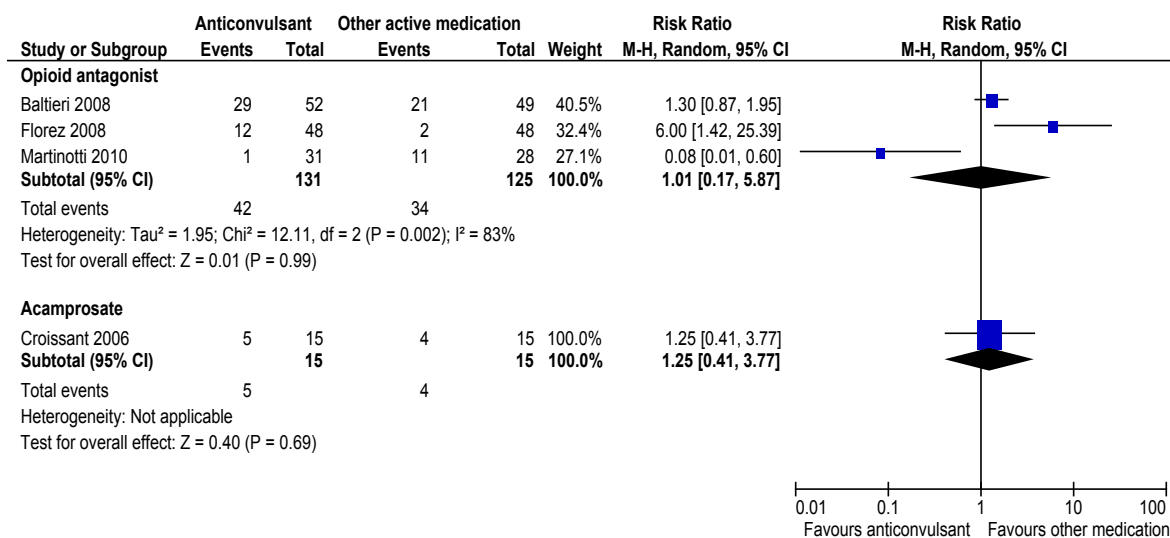 Anticonvulsant Other active medication Risk Ratio Risk Ratio
Study or Subgroup Events Total Events Total Weight M-H, Random, 95% CI M-H, Random, 95% CI
Opioid antagonist
Baltieri 2008 29 52 21 49 40.5% 1.30 [0.87, 1.95]
Florez 2008 12 48 2 48 32.4% 6.00 [1.42, 25.39]
Martinotti 2010 1 31 11 28 27.1% 0.08 [0.01, 0.60]
Subtotal (95% CI) 131 125 100.0% 1.01 [0.17, 5.87]
Total events 42 34
Heterogeneity: Tau² = 1.95; Chi² = 12.11, df = 2 (P = 0.002); I² = 83%
Test for overall effect: Z = 0.01 (P = 0.99)
Acamprosate
Croissant 2006 5 15 4 15 100.0% 1.25 [0.41, 3.77]
Subtotal (95% CI) 15 15 100.0% 1.25 [0.41, 3.77]
Total events 5 4
Heterogeneity: Not applicable
Test for overall effect: Z = 0.40 (P = 0.69)
0.01 0.1 1 10 100
Favours anticonvulsant Favours other medication